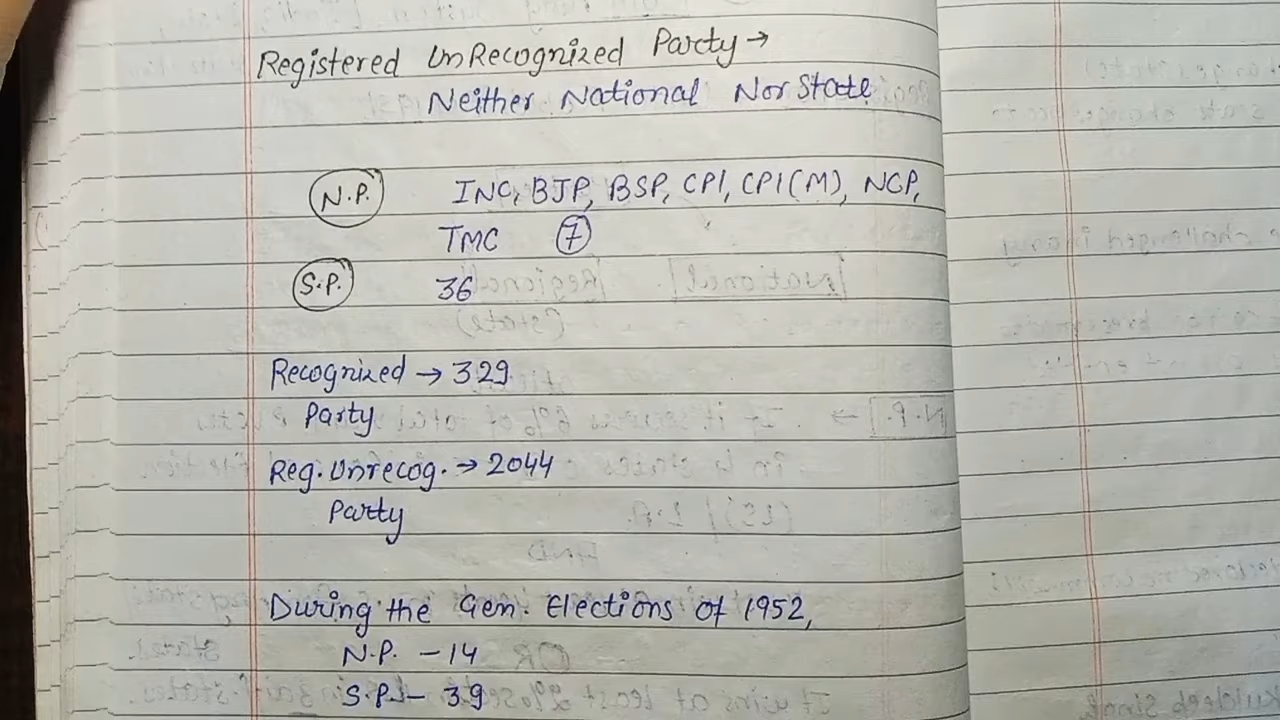 Registered UnRecognized Party →
Neither National Nor State
N.P. INC, BJP, BSP, CPI, CPI(M), NCP,
TMC 7
S.P. 36
Recognized → 329
Party
Reg. Unrecog. → 2044
Party
During the Gen. Elections of 1952,
N.P. - 14
S.P. - 39